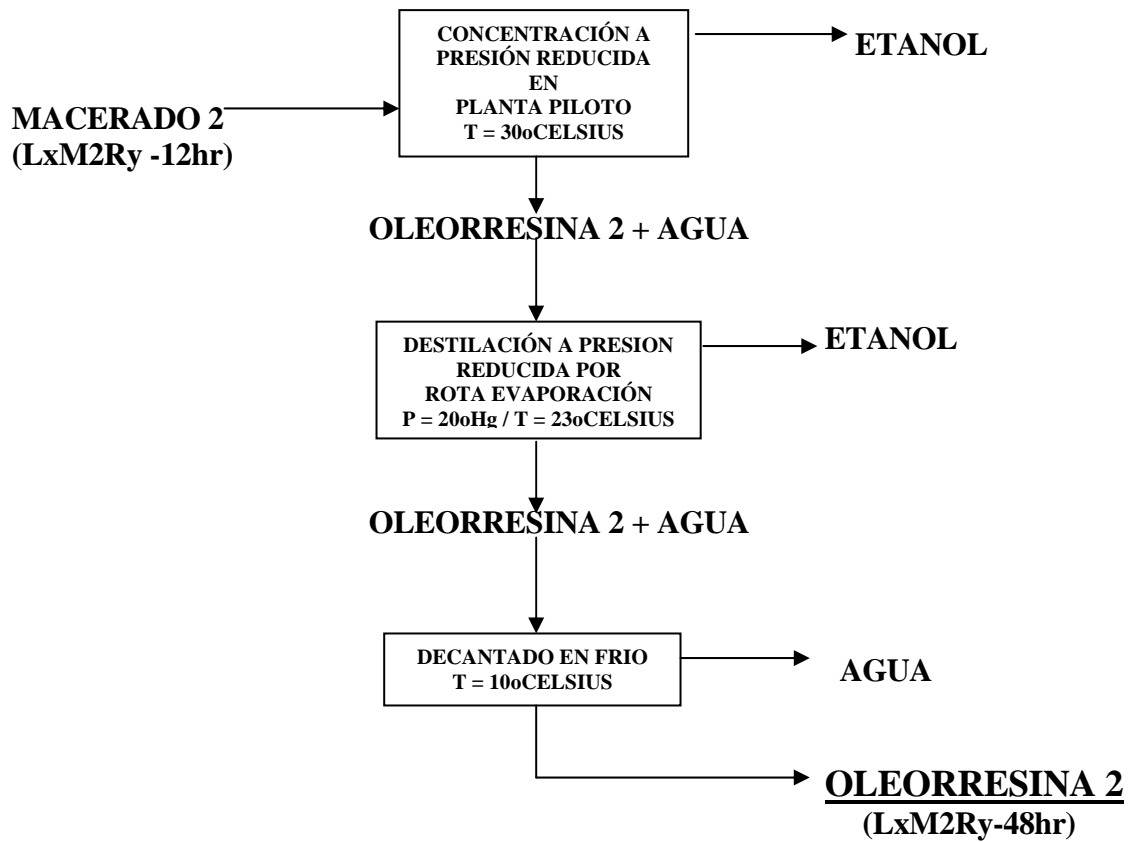 CONCENTRACIÓN A
PRESIÓN REDUCIDA
EN
PLANTA PILOTO
T = 30oCELSIUS
ETANOL
MACERADO 2
(LxM2Ry -12hr)
OLEORRESINA 2 + AGUA
DESTILACIÓN A PRESION
REDUCIDA POR
ROTA EVAPORACIÓN
P = 20oHg / T = 23oCELSIUS
ETANOL
OLEORRESINA 2 + AGUA
DECANTADO EN FRIO
T = 10oCELSIUS
AGUA
OLEORRESINA 2
(LxM2Ry-48hr)